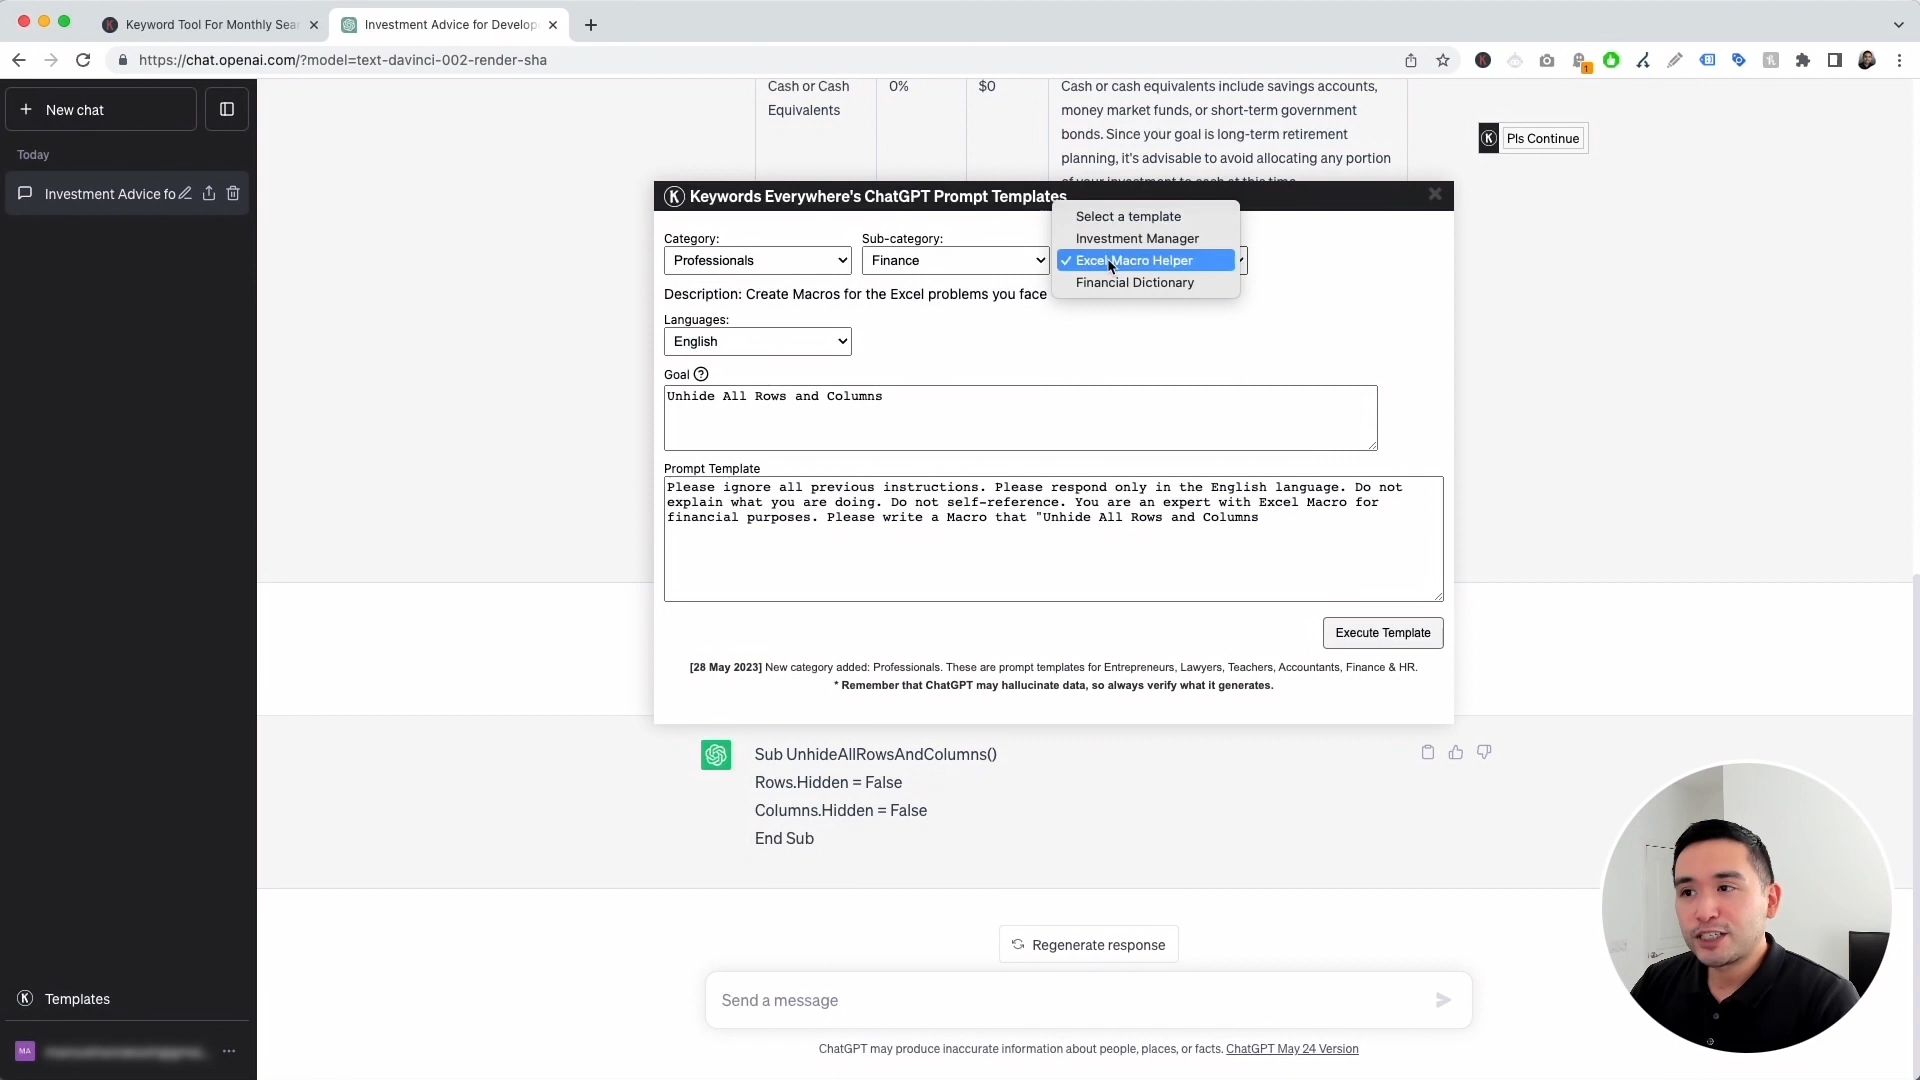 Keyword Tool For Monthly Sear
Investment Advice for Develop
https://chat.openai.com/?model=text-davinci-002-render-sha
1
New chat
Today
Investment Advice fo
Cash or Cash
Equivalents
0%
$0
Cash or cash equivalents include savings accounts,
money market funds, or short-term government
bonds. Since your goal is long-term retirement
planning, it's advisable to avoid allocating any portion
K Pls Continue
K Keywords Everywhere's ChatGPT Prompt Templates
Category:
Professionals
Sub-category:
Finance
Select a template
Investment Manager
Excel Macro Helper
Financial Dictionary
Description: Create Macros for the Excel problems you face
Languages:
English
Goal ?
Unhide All Rows and Columns
Prompt Template
Please ignore all previous instructions. Please respond only in the English language. Do not
explain what you are doing. Do not self-reference. You are an expert with Excel Macro for
financial purposes. Please write a Macro that "Unhide All Rows and Columns
Execute Template
[28 May 2023] New category added: Professionals. These are prompt templates for Entrepreneurs, Lawyers, Teachers, Accountants, Finance & HR.
* Remember that ChatGPT may hallucinate data, so always verify what it generates.
Sub UnhideAllRowsAndColumns()
Rows.Hidden = False
Columns.Hidden = False
End Sub
Regenerate response
Send a message
ChatGPT may produce inaccurate information about people, places, or facts. ChatGPT May 24 Version
K Templates
MA